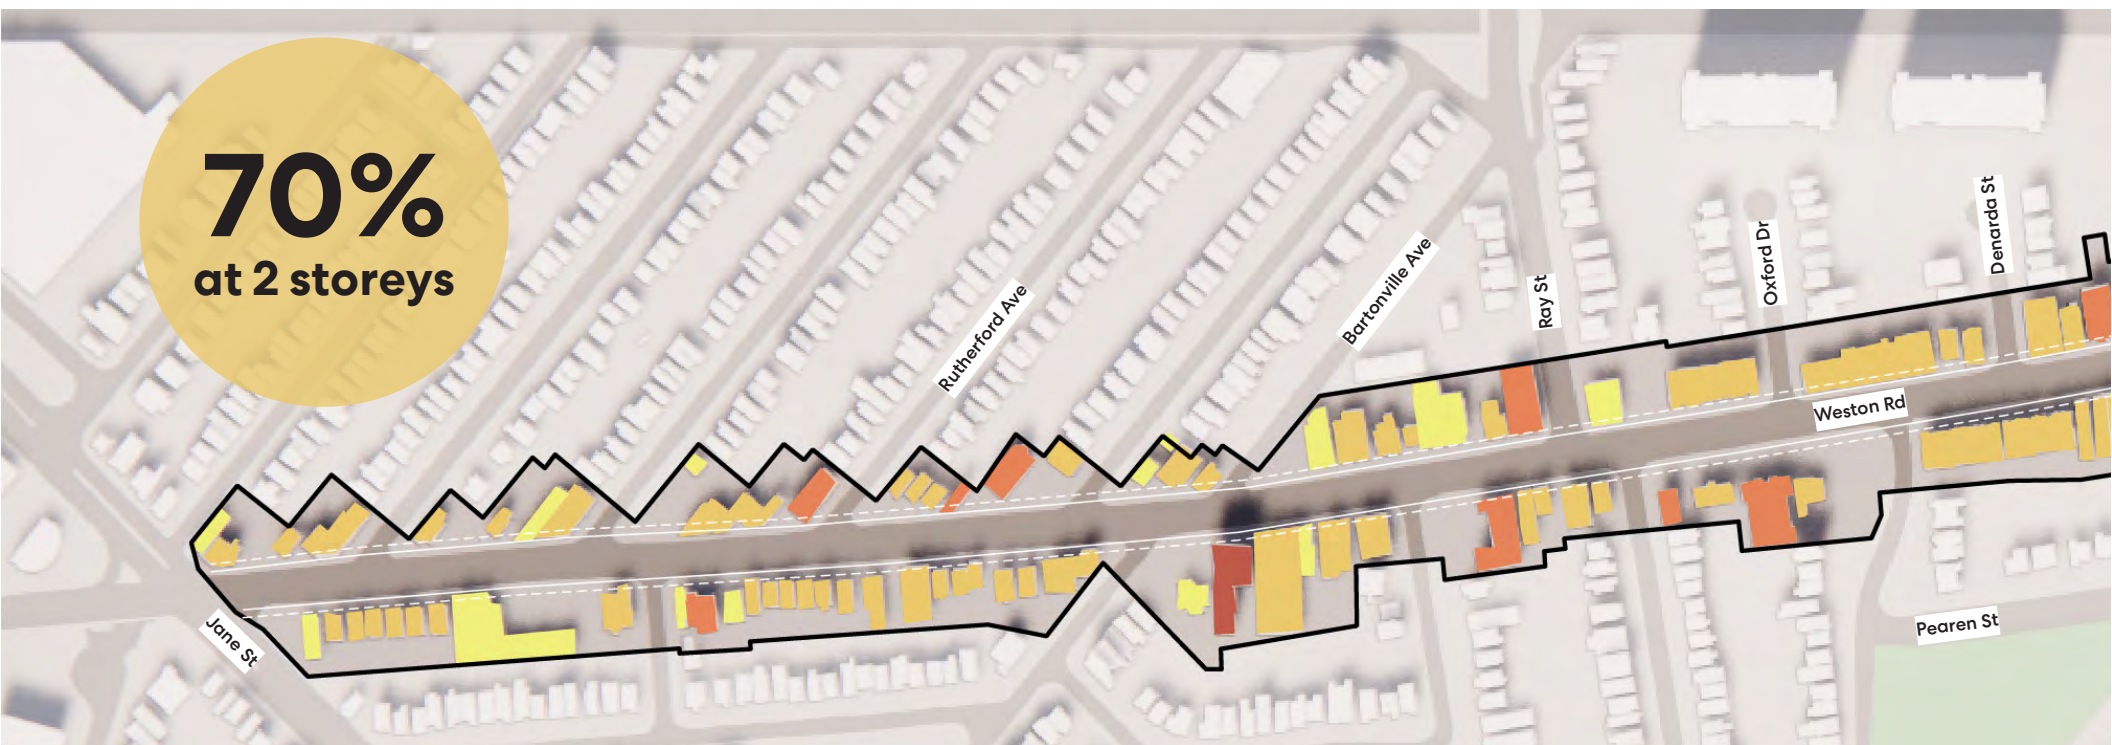 70%
at 2 storeys
Rutherford Ave
Bartonville Ave
Ray St
Oxford Dr
Denarda St
Weston Rd
Jane St
Pearen St